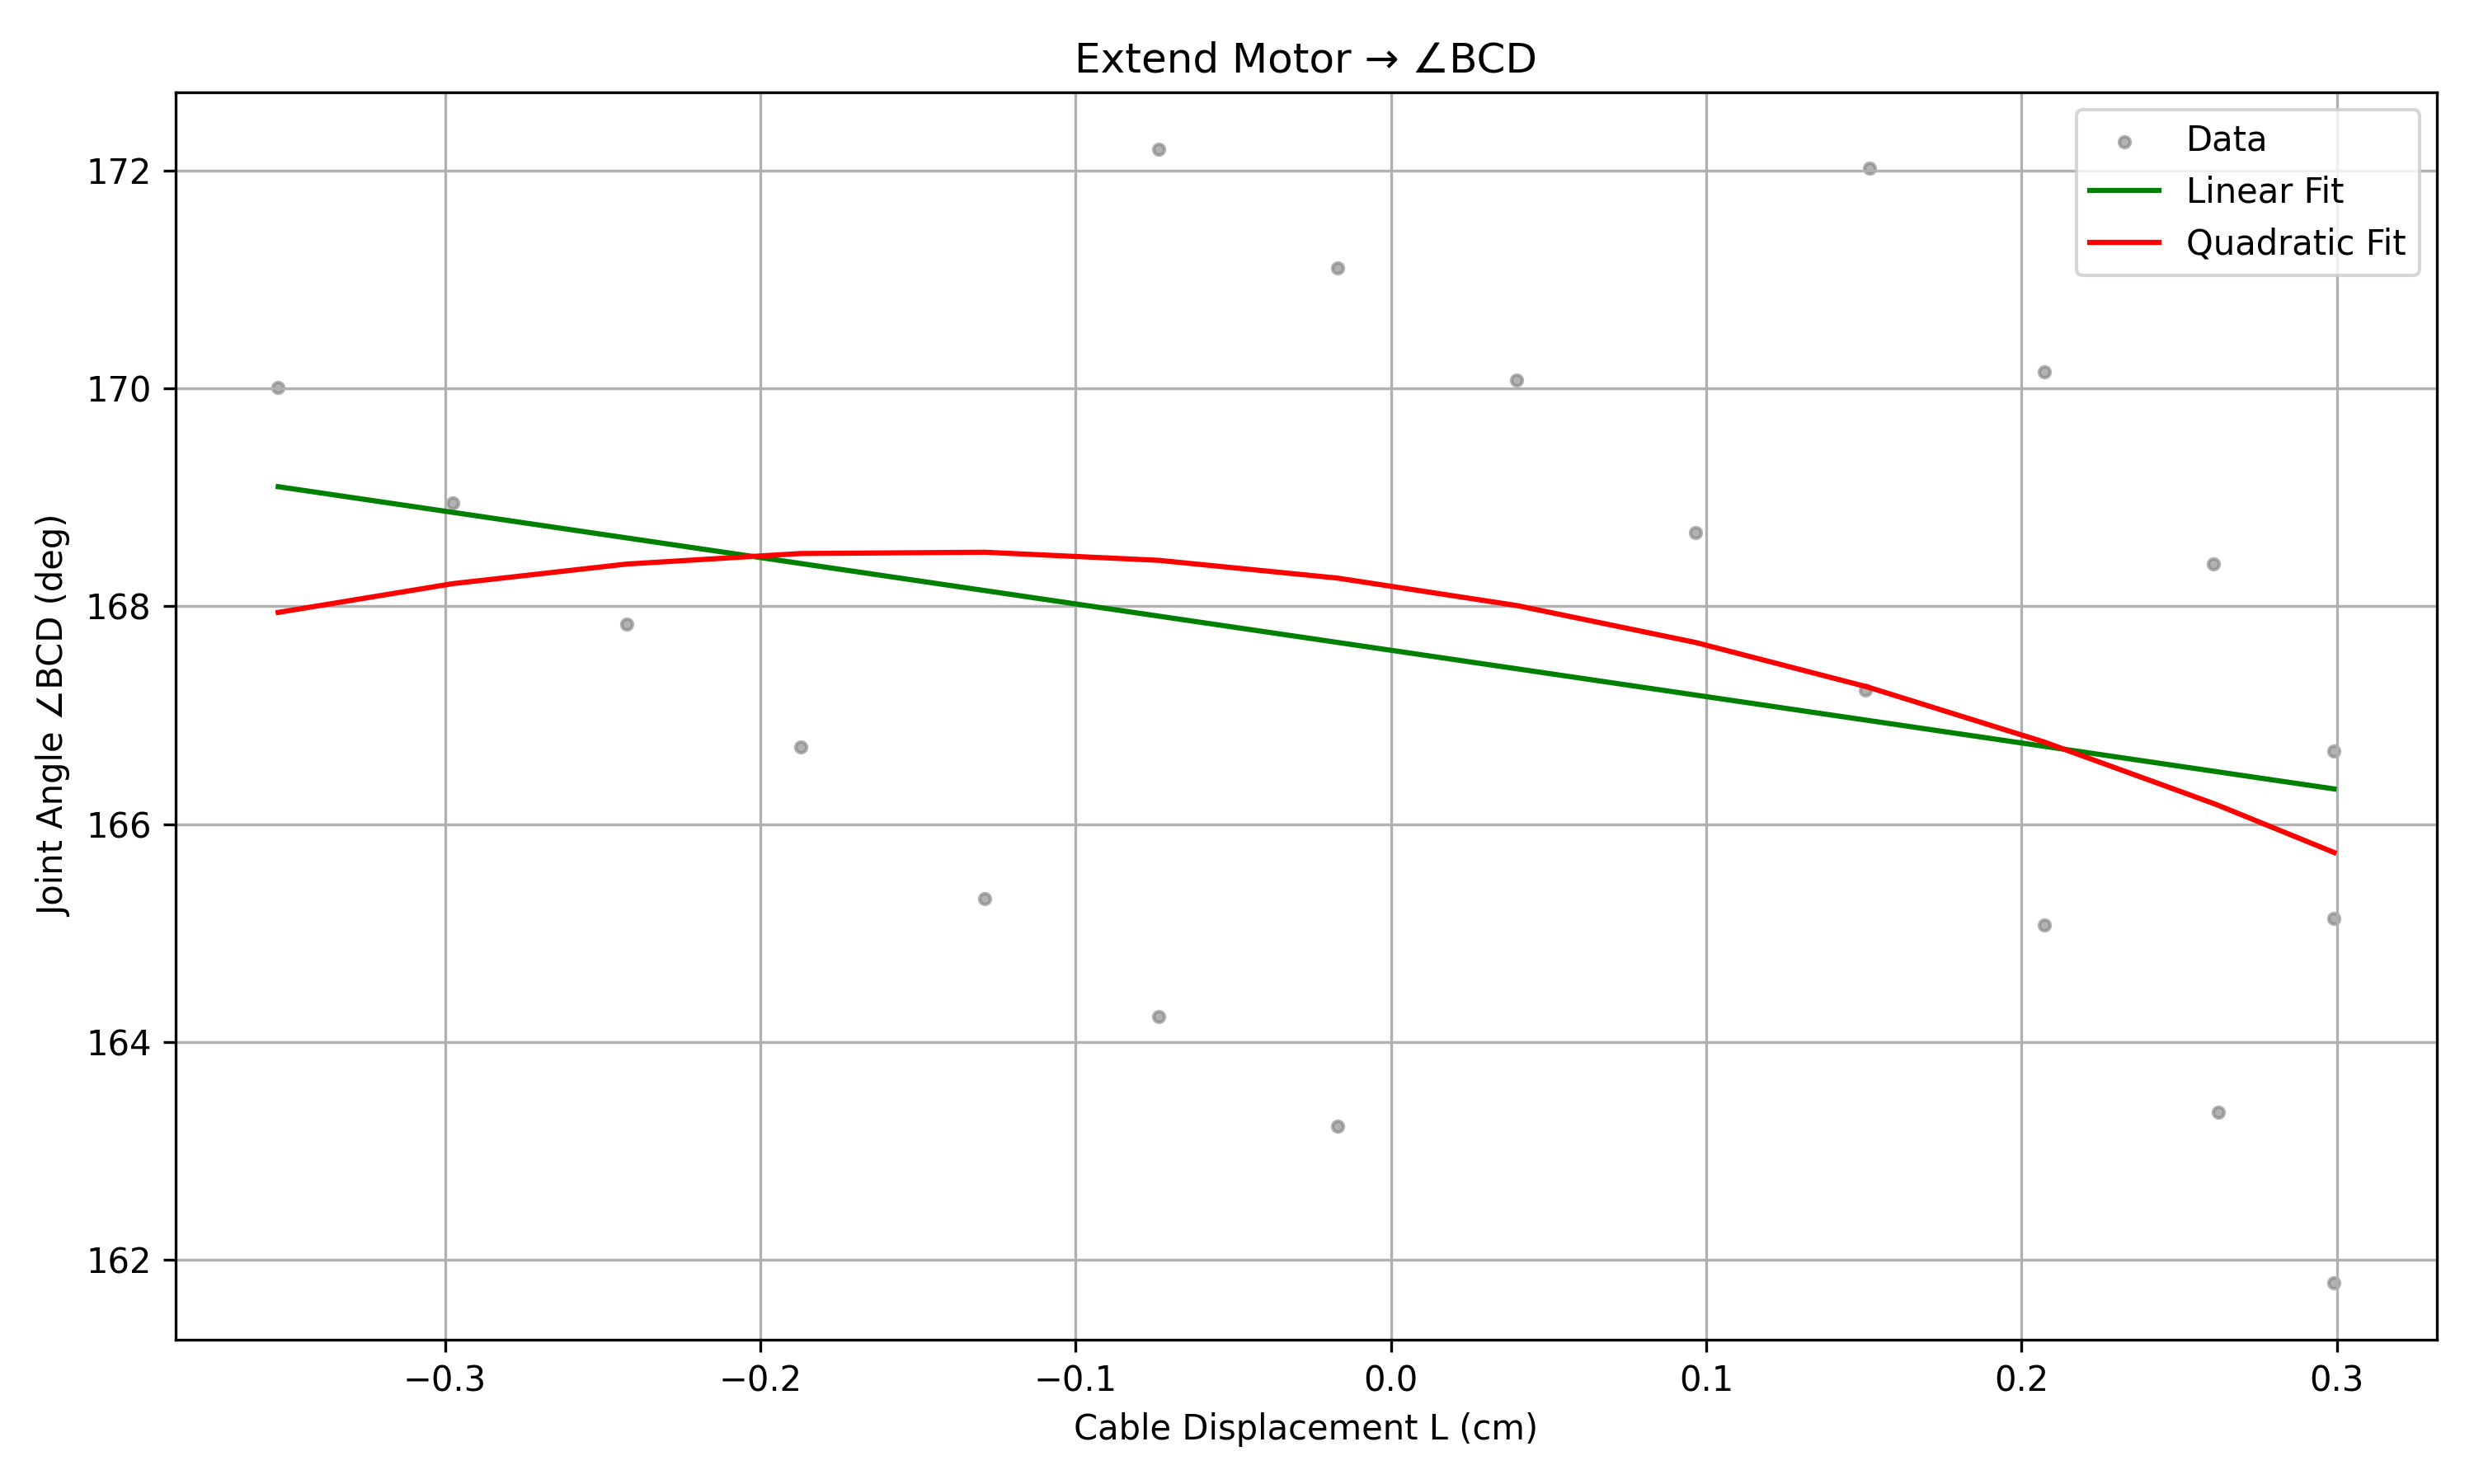 Extend Motor → ∠BCD
Data
Linear Fit
Quadratic Fit
Joint Angle ∠BCD (deg)
172
170
168
166
164
162
−0.3 −0.2 −0.1 0.0 0.1 0.2 0.3
Cable Displacement L (cm)